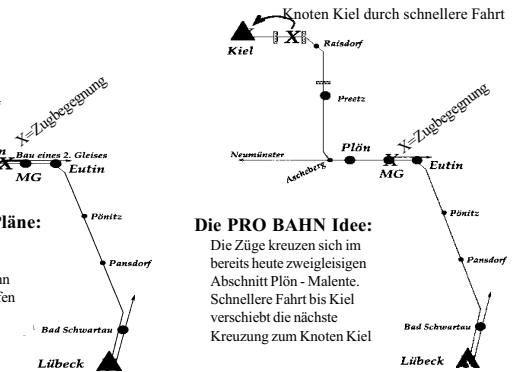 Knoten Kiel durch schnellere Fahrt
Kiel
X
Raisdorf
Preetz
X=Zugbegegnung
Neumünster
Ascheberg
Plön
X
MG
Eutin
Pönitz
Pansdorf
Bad Schwartau
Lübeck
Die PRO BAHN Idee:
Die Züge kreuzen sich im
bereits heute zweigleisigen
Abschnitt Plön - Malente.
Schnellere Fahrt bis Kiel
verschiebt die nächste
Kreuzung zum Knoten Kiel
X=Zugbegegnung
Bau eines 2. Gleises
X
MG
Eutin
Pönitz
Pansdorf
Bad Schwartau
Lübeck